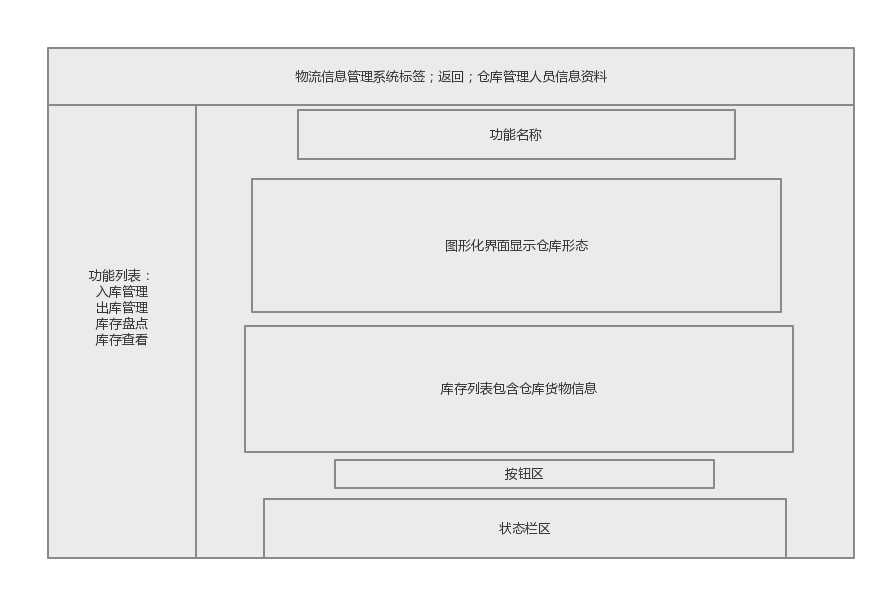 物流信息管理系统标签；返回；仓库管理人员信息资料
功能名称
图形化界面显示仓库形态
功能列表：
入库管理
出库管理
库存盘点
库存查看
库存列表包含仓库货物信息
按钮区
状态栏区